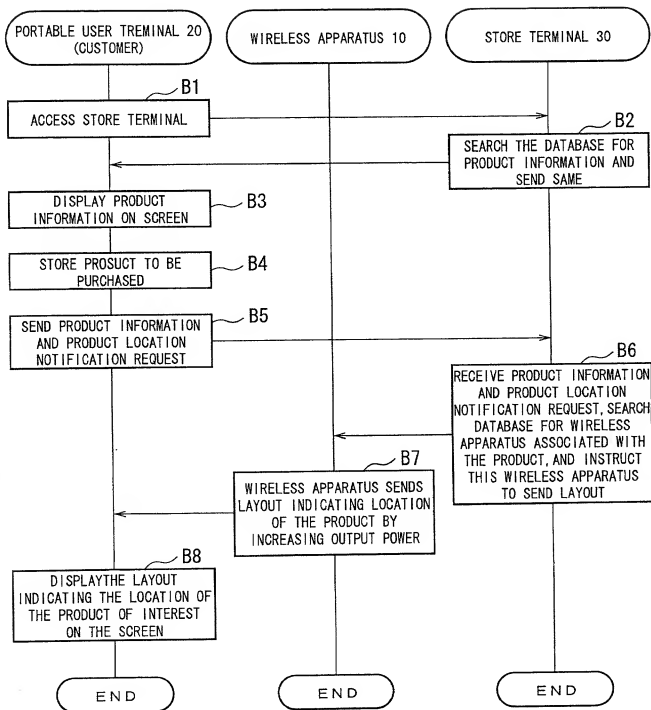 PORTABLE USER TREMINAL 20
(CUSTOMER)
WIRELESS APPARATUS 10
STORE TERMINAL 30
B1
ACCESS STORE TERMINAL
B2
SEARCH THE DATABASE FOR
PRODUCT INFORMATION AND
SEND SAME
DISPLAY PRODUCT
INFORMATION ON SCREEN
B3
STORE PROSUCT TO BE
PURCHASED
B4
SEND PRODUCT INFORMATION
AND PRODUCT LOCATION
NOTIFICATION REQUEST
B5
B6
RECEIVE PRODUCT INFORMATION
AND PRODUCT LOCATION
NOTIFICATION REQUEST, SEARCH
DATABASE FOR WIRELESS
APPARATUS ASSOCIATED WITH
THE PRODUCT, AND INSTRUCT
THIS WIRELESS APPARATUS
TO SEND LAYOUT
B7
WIRELESS APPARATUS SENDS
LAYOUT INDICATING LOCATION
OF THE PRODUCT BY
INCREASING OUTPUT POWER
B8
DISPLAYTHE LAYOUT
INDICATING THE LOCATION OF
THE PRODUCT OF INTEREST
ON THE SCREEN
END
END
END